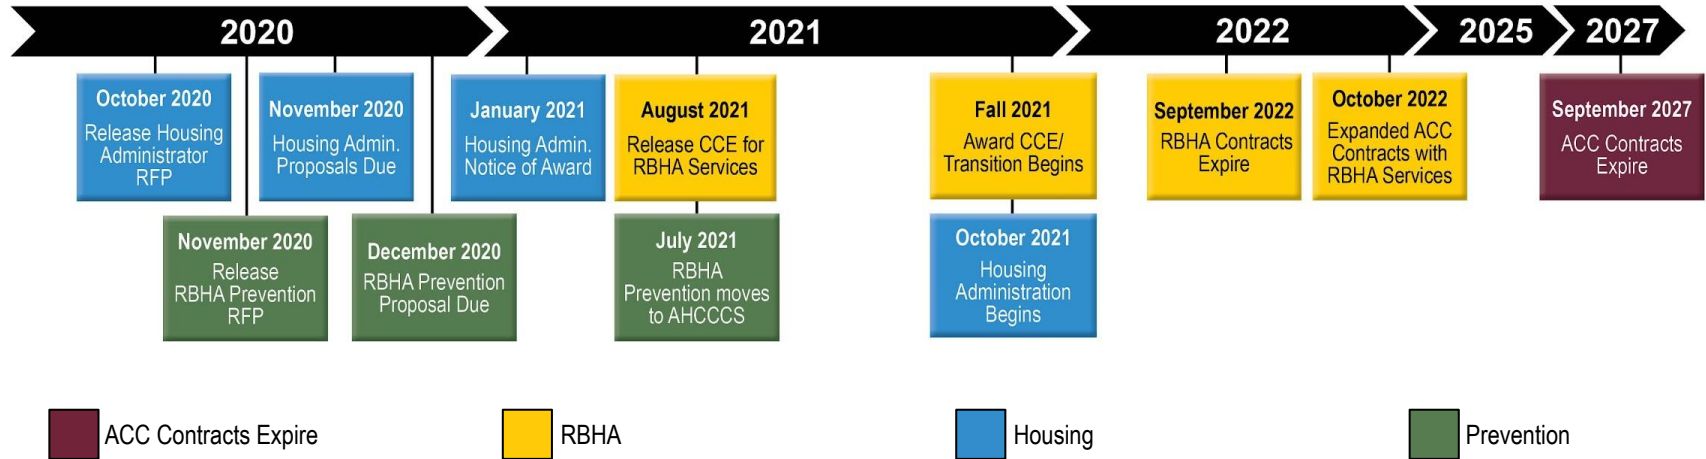 2020
2021
2022
2025
2027
October 2020
Release Housing
Administrator
RFP
November 2020
Housing Admin.
Proposals Due
January 2021
Housing Admin.
Notice of Award
August 2021
Release CCE for
RBHA Services
Fall 2021
Award CCE/
Transition Begins
September 2022
RBHA Contracts
Expire
October 2022
Expanded ACC
Contracts with
RBHA Services
September 2027
ACC Contracts
Expire
November 2020
Release
RBHA Prevention
RFP
December 2020
RBHA Prevention
Proposal Due
July 2021
RBHA
Prevention moves
to AHCCCS
October 2021
Housing
Administration
Begins
ACC Contracts Expire
RBHA
Housing
Prevention